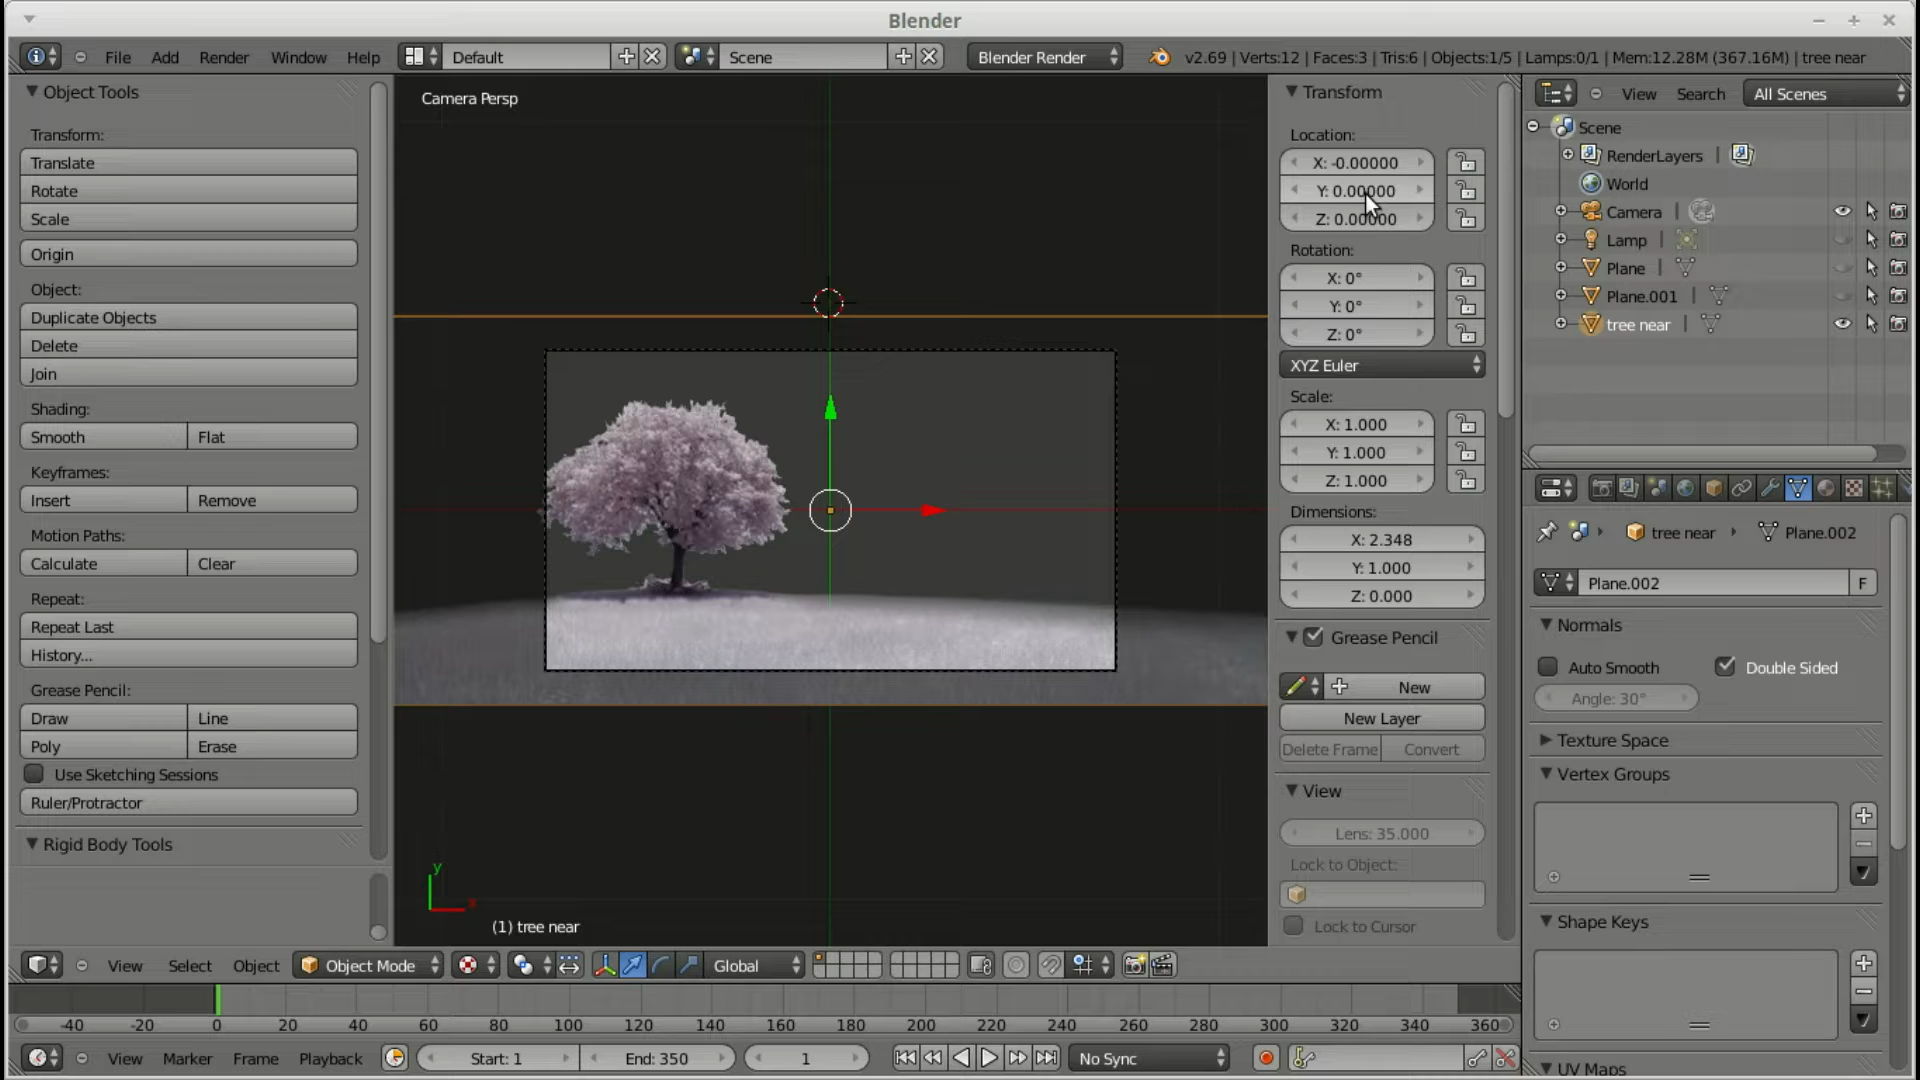 Blender
File Add Render Window Help Default Scene Blender Render v2.69 | Verts:12 | Faces:3 | Tris:6 | Objects:1/5 | Lamps:0/1 | Mem:12.28M (367.16M) | tree near
Object Tools
Transform:
Translate
Rotate
Scale
Origin
Object:
Duplicate Objects
Delete
Join
Shading:
Smooth Flat
Keyframes:
Insert Remove
Motion Paths:
Calculate Clear
Repeat:
Repeat Last
History...
Grease Pencil:
Draw Line
Poly Erase
Use Sketching Sessions
Ruler/Protractor
Rigid Body Tools
Camera Persp
y
x
(1) tree near
Transform
Location:
X: -0.00000
Y: 0.00000
Z: 0.00000
Rotation:
X: 0°
Y: 0°
Z: 0°
XYZ Euler
Scale:
X: 1.000
Y: 1.000
Z: 1.000
Dimensions:
X: 2.348
Y: 1.000
Z: 0.000
Grease Pencil
New
New Layer
Delete Frame Convert
View
Lens: 35.000
Lock to Object:
Lock to Cursor
View Search All Scenes
Scene
RenderLayers |
World
Camera |
Lamp |
Plane |
Plane.001 |
tree near |
tree near Plane.002
Plane.002 F
Normals
Auto Smooth Double Sided
Angle: 30°
Texture Space
Vertex Groups
Shape Keys
UV Maps
View Select Object Object Mode Global
-40 -20 0 20 40 60 80 100 120 140 160 180 200 220 240 260 280 300 320 340 360
View Marker Frame Playback Start: 1 End: 350 1 No Sync